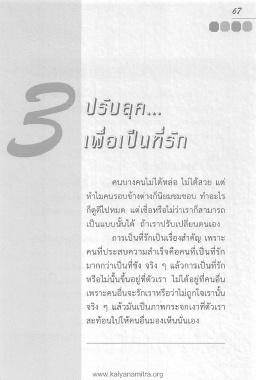 67
3 ปรับลุค...
เพื่อเป็นที่รัก
คนบางคนไม่ได้หล่อ ไม่ได้สวย แต่
ทำไมคนรอบข้างต่างก็นิยมชมชอบ ทำอะไร
ก็ดูดีไปหมด แต่เชื่อหรือไม่ว่าเราก็สามารถ
เป็นแบบนั้นได้ ถ้าเราปรับเปลี่ยนตนเอง
การเป็นที่รักเป็นเรื่องสำคัญ เพราะ
คนที่ประสบความสำเร็จคือคนที่เป็นที่รัก
มากกว่าเป็นที่ชัง จริง ๆ แล้วการเป็นที่รัก
หรือไม่นั้นขึ้นอยู่ที่ตัวเรา ไม่ได้อยู่ที่คนอื่น
เพราะคนอื่นจะรักเราหรือว่าไม่ถูกใจเรานั้น
จริง ๆ แล้วมันเป็นภาพกระจกเงาที่ตัวเรา
สะท้อนไปให้คนอื่นมองเห็นนั่นเอง
www.kalyanamitra.org